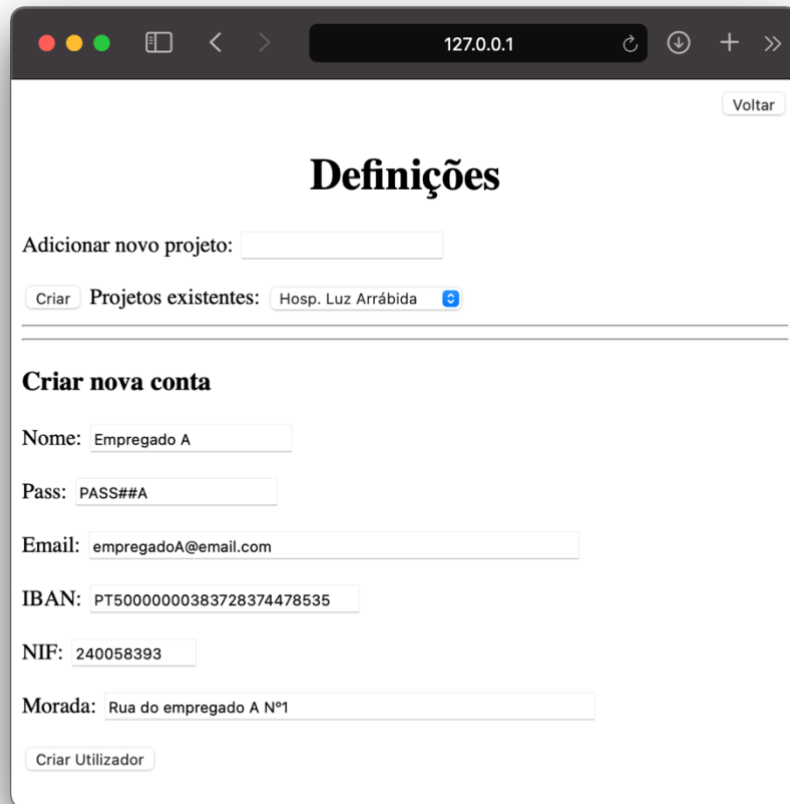 127.0.0.1
Voltar
Definições
Adicionar novo projeto:
Criar Projetos existentes: Hosp. Luz Arrábida
Criar nova conta
Nome: Empregado A
Pass: PASS##A
Email: empregadoA@email.com
IBAN: PT50000000383728374478535
NIF: 240058393
Morada: Rua do empregado A Nº1
Criar Utilizador